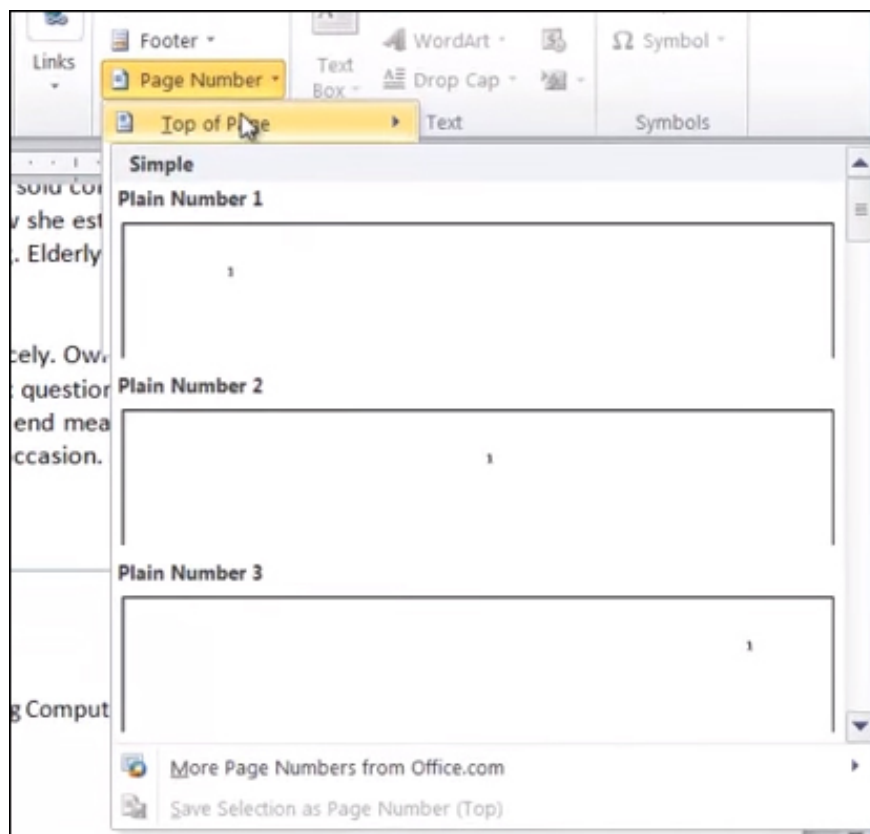 Links
Footer
Page Number
Text Box
WordArt
Drop Cap
Symbol
Top of Page
Text
Symbols
Simple
Plain Number 1
1
Plain Number 2
1
Plain Number 3
1
More Page Numbers from Office.com
Save Selection as Page Number (Top)
she est
. Elderly
question
end mea
ccasion.
g Comput